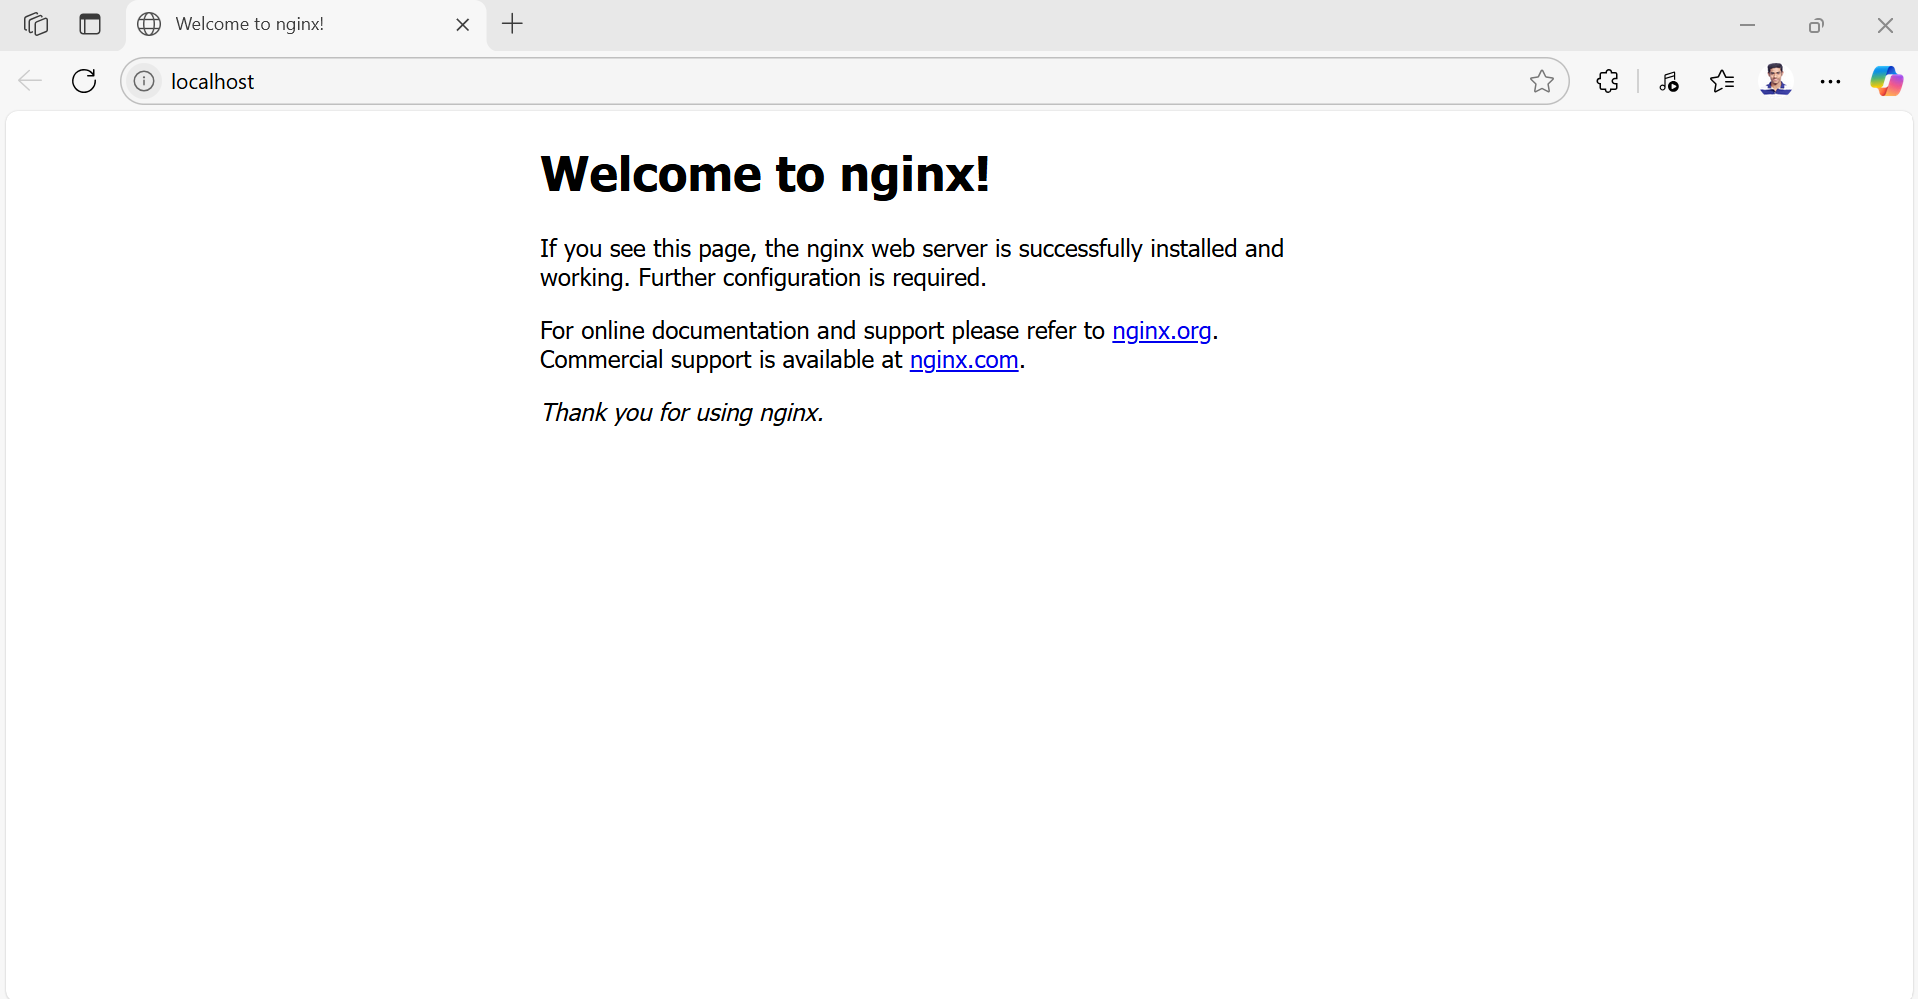 Welcome to nginx!
localhost
Welcome to nginx!
If you see this page, the nginx web server is successfully installed and
working. Further configuration is required.
For online documentation and support please refer to nginx.org.
Commercial support is available at nginx.com.
Thank you for using nginx.